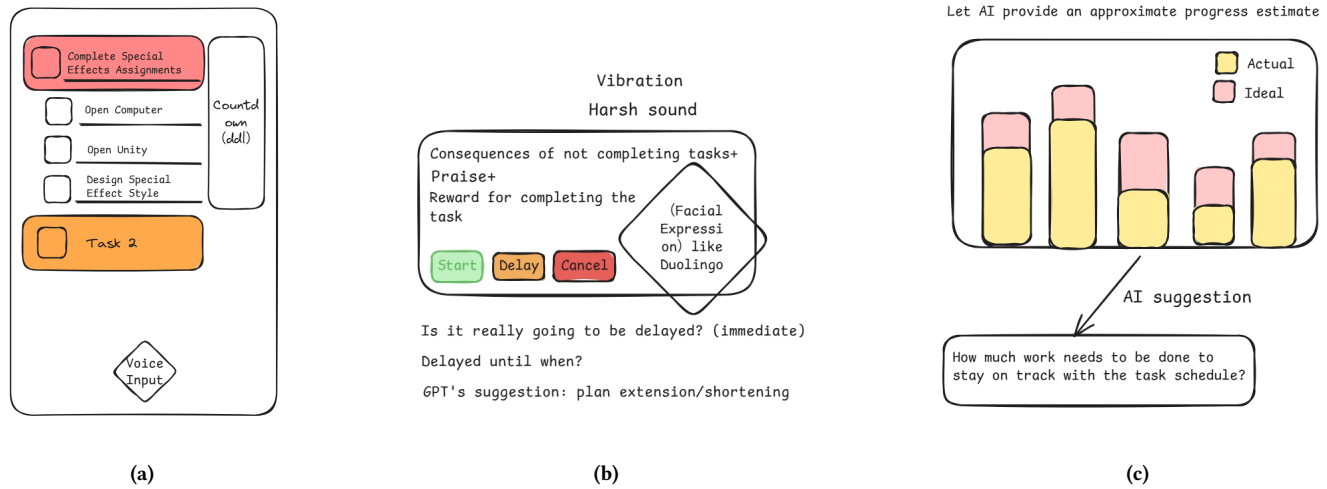 Complete Special
Effects Assignments
Open Computer
Open Unity
Design Special
Effect Style
Countd
own
(ddl)
Task 2
Voice
Input
(a)
Vibration
Harsh sound
Consequences of not completing tasks+
Praise+
Reward for completing the
task
(Facial
Expressi
on) like
Duolingo
Start
Delay
Cancel
Is it really going to be delayed? (immediate)
Delayed until when?
GPT's suggestion: plan extension/shortening
(b)
Let AI provide an approximate progress estimate
Actual
Ideal
AI suggestion
How much work needs to be done to
stay on track with the task schedule?
(c)